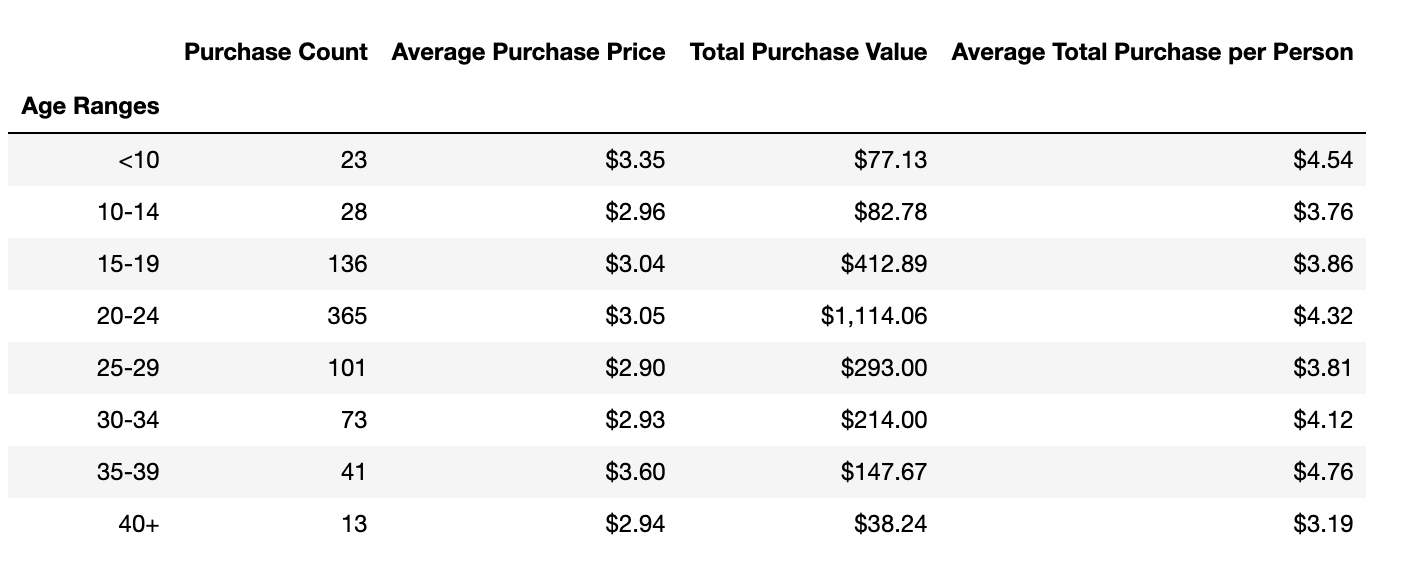 Purchase Count Average Purchase Price Total Purchase Value Average Total Purchase per Person
Age Ranges
<10 23 $3.35 $77.13 $4.54
10-14 28 $2.96 $82.78 $3.76
15-19 136 $3.04 $412.89 $3.86
20-24 365 $3.05 $1,114.06 $4.32
25-29 101 $2.90 $293.00 $3.81
30-34 73 $2.93 $214.00 $4.12
35-39 41 $3.60 $147.67 $4.76
40+ 13 $2.94 $38.24 $3.19